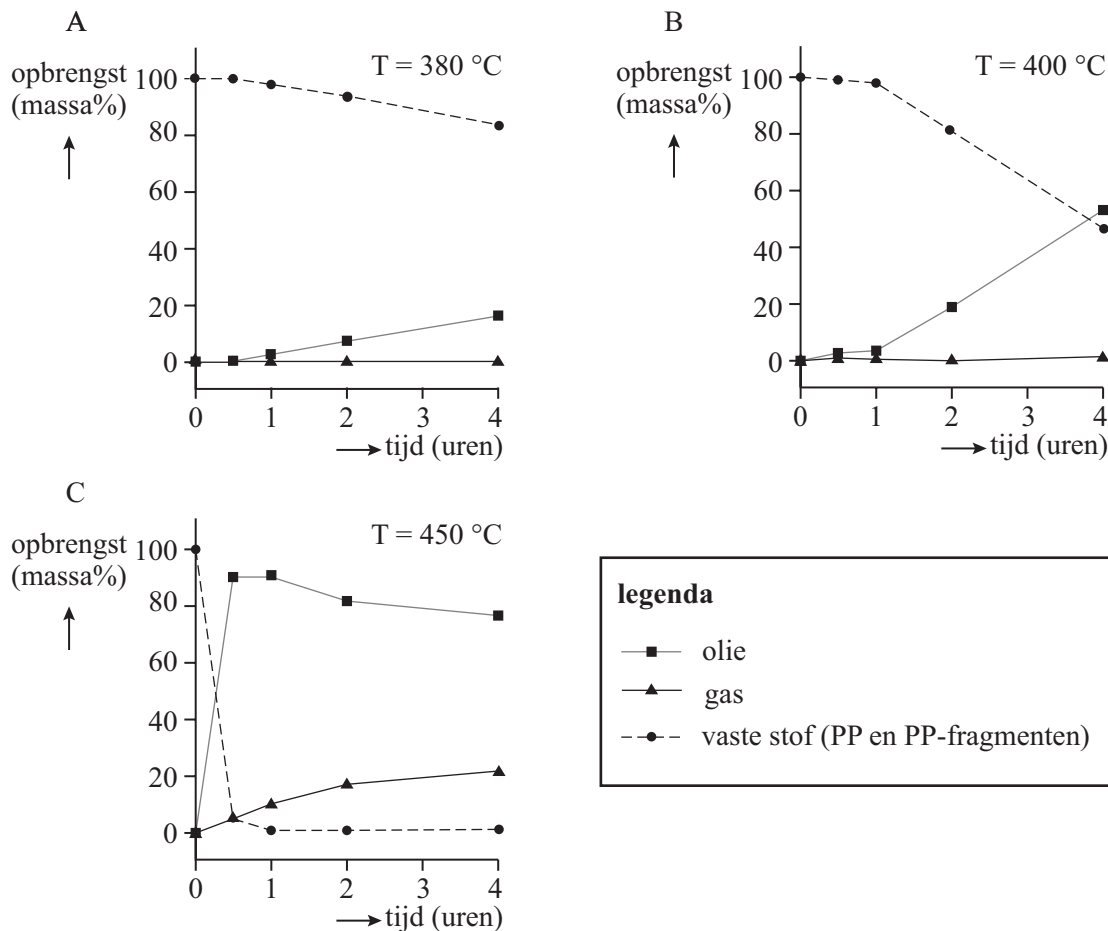 A
opbrengst
(massa%)
T = 380 °C
100
80
60
40
20
0
0 1 2 3 4
tijd (uren)
B
opbrengst
(massa%)
T = 400 °C
100
80
60
40
20
0
0 1 2 3 4
tijd (uren)
C
opbrengst
(massa%)
T = 450 °C
100
80
60
40
20
0
0 1 2 3 4
tijd (uren)
legenda
olie
gas
vaste stof (PP en PP-fragmenten)